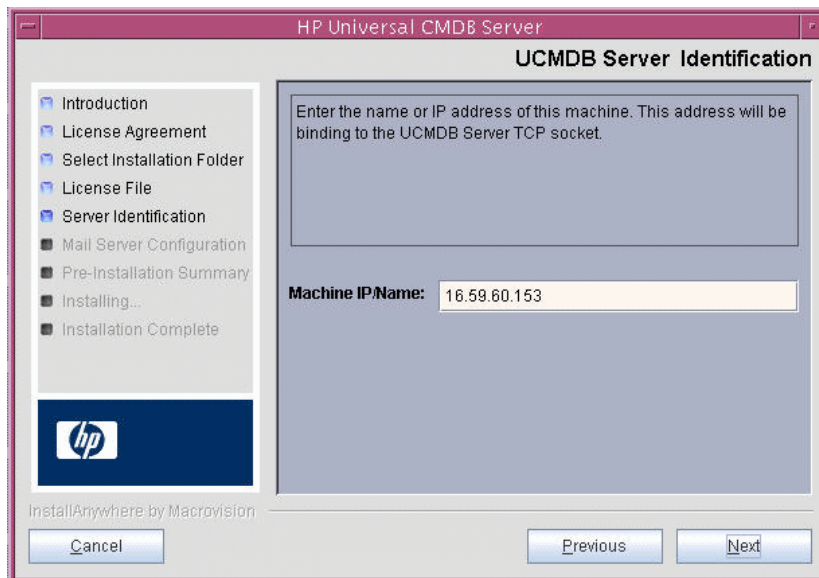 HP Universal CMDB Server
UCMDB Server Identification
Introduction
License Agreement
Select Installation Folder
License File
Server Identification
Mail Server Configuration
Pre-Installation Summary
Installing...
Installation Complete
Enter the name or IP address of this machine. This address will be
binding to the UCMDB Server TCP socket.
Machine IP/Name:
16.59.60.153
hp
InstallAnywhere by Macrovision
Cancel
Previous
Next